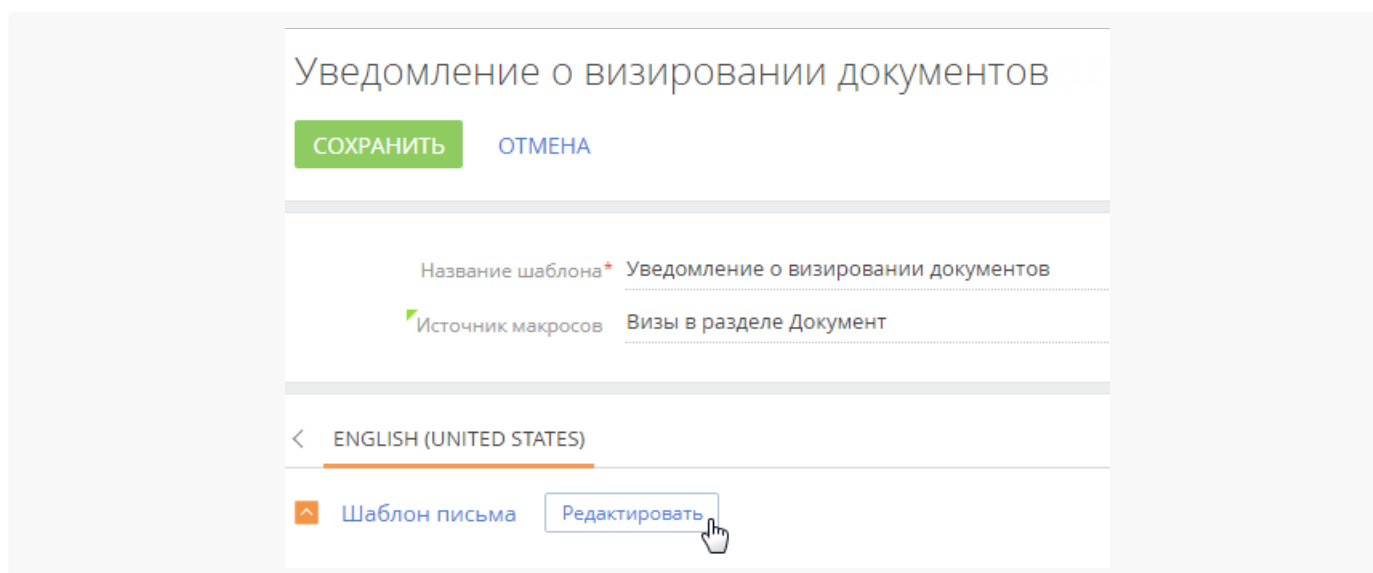 Уведомление о визировании документов
СОХРАНИТЬ ОТМЕНА
Название шаблона* Уведомление о визировании документов
Источник макросов Визы в разделе Документ
ENGLISH (UNITED STATES)
Шаблон письма Редактировать